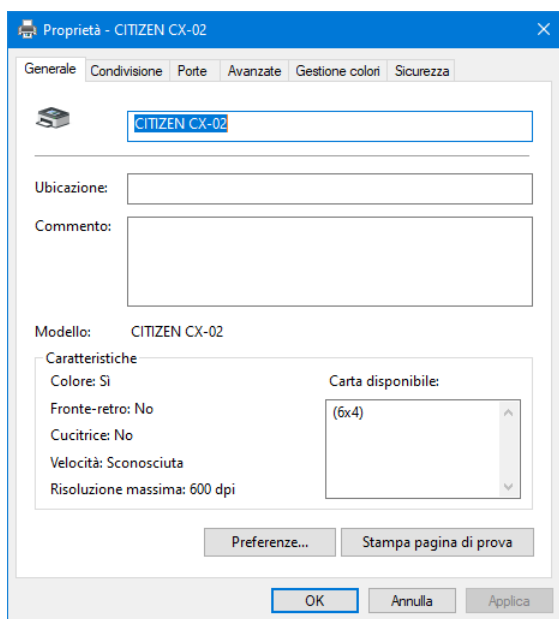 Proprietà - CITIZEN CX-02
Generale Condivisione Porte Avanzate Gestione colori Sicurezza
CITIZEN CX-02
Ubicazione:
Commento:
Modello: CITIZEN CX-02
Caratteristiche
Colore: Sì Carta disponibile:
Fronte-retro: No (6x4)
Cucitrice: No
Velocità: Sconosciuta
Risoluzione massima: 600 dpi
Preferenze... Stampa pagina di prova
OK Annulla Applica